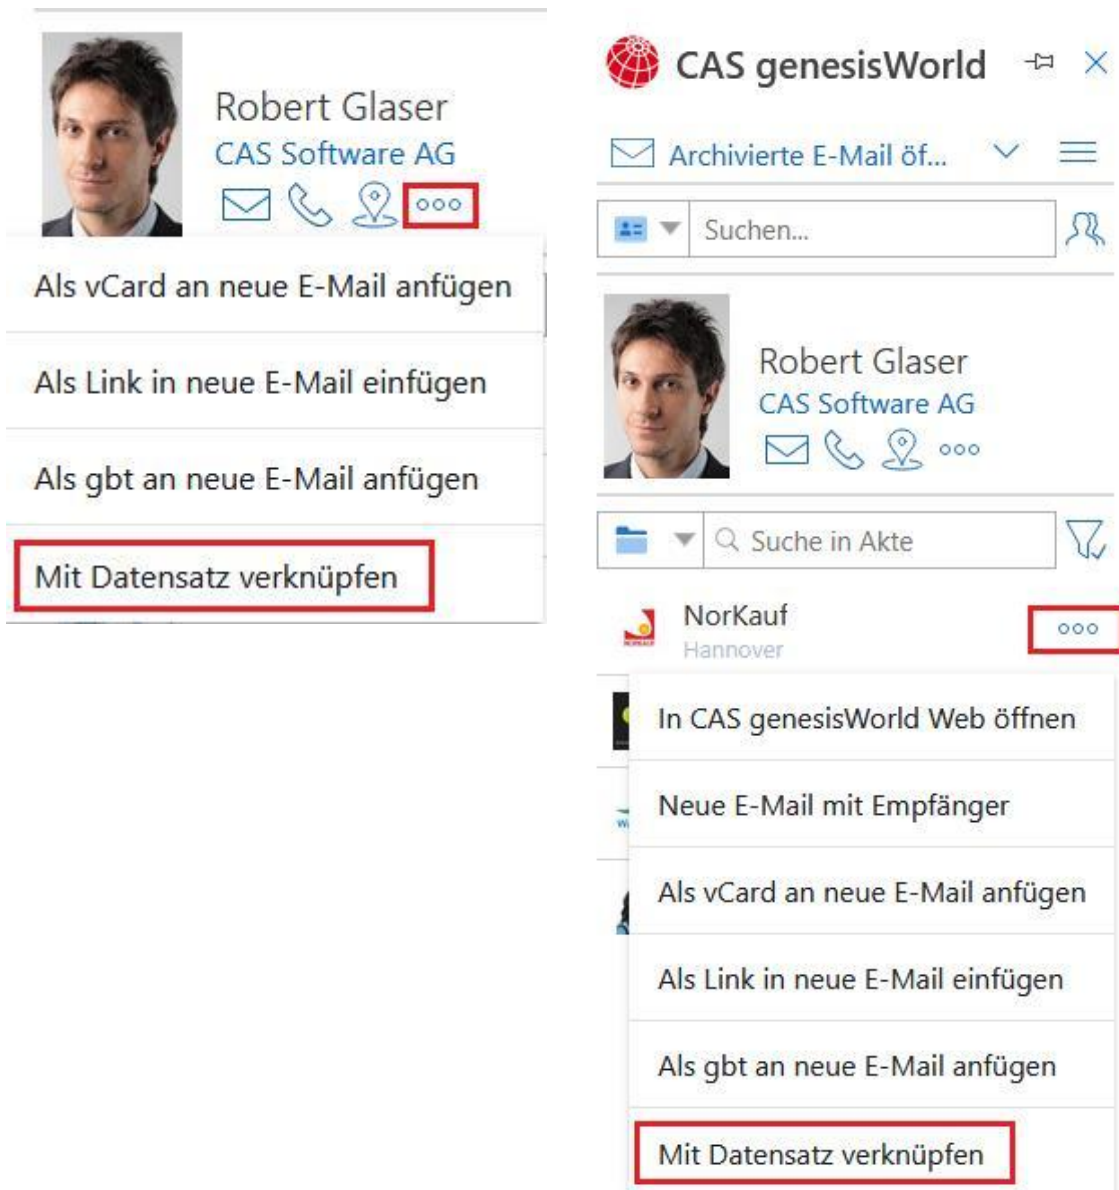 Robert Glaser
CAS Software AG
Als vCard an neue E-Mail anfügen
Als Link in neue E-Mail einfügen
Als gbt an neue E-Mail anfügen
Mit Datensatz verknüpfen
CAS genesisWorld
Archivierte E-Mail öf...
Suchen...
Robert Glaser
CAS Software AG
Suche in Akte
NorKauf
Hannover
In CAS genesisWorld Web öffnen
Neue E-Mail mit Empfänger
Als vCard an neue E-Mail anfügen
Als Link in neue E-Mail einfügen
Als gbt an neue E-Mail anfügen
Mit Datensatz verknüpfen